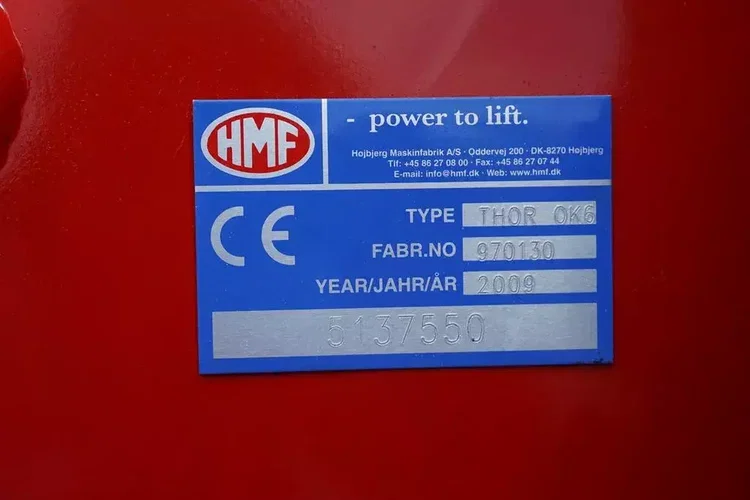 HMF
- power to lift.
Højbjerg Maskinfabrik A/S · Oddervej 200 · DK-8270 Højbjerg
Tlf: +45 86 27 08 00 · Fax: +45 86 27 07 44
E-mail: info@hmf.dk · Web: www.hmf.dk
CE
TYPE THOR OK6
FABR.NO 970130
YEAR/JAHR/ÅR 2009
5137550